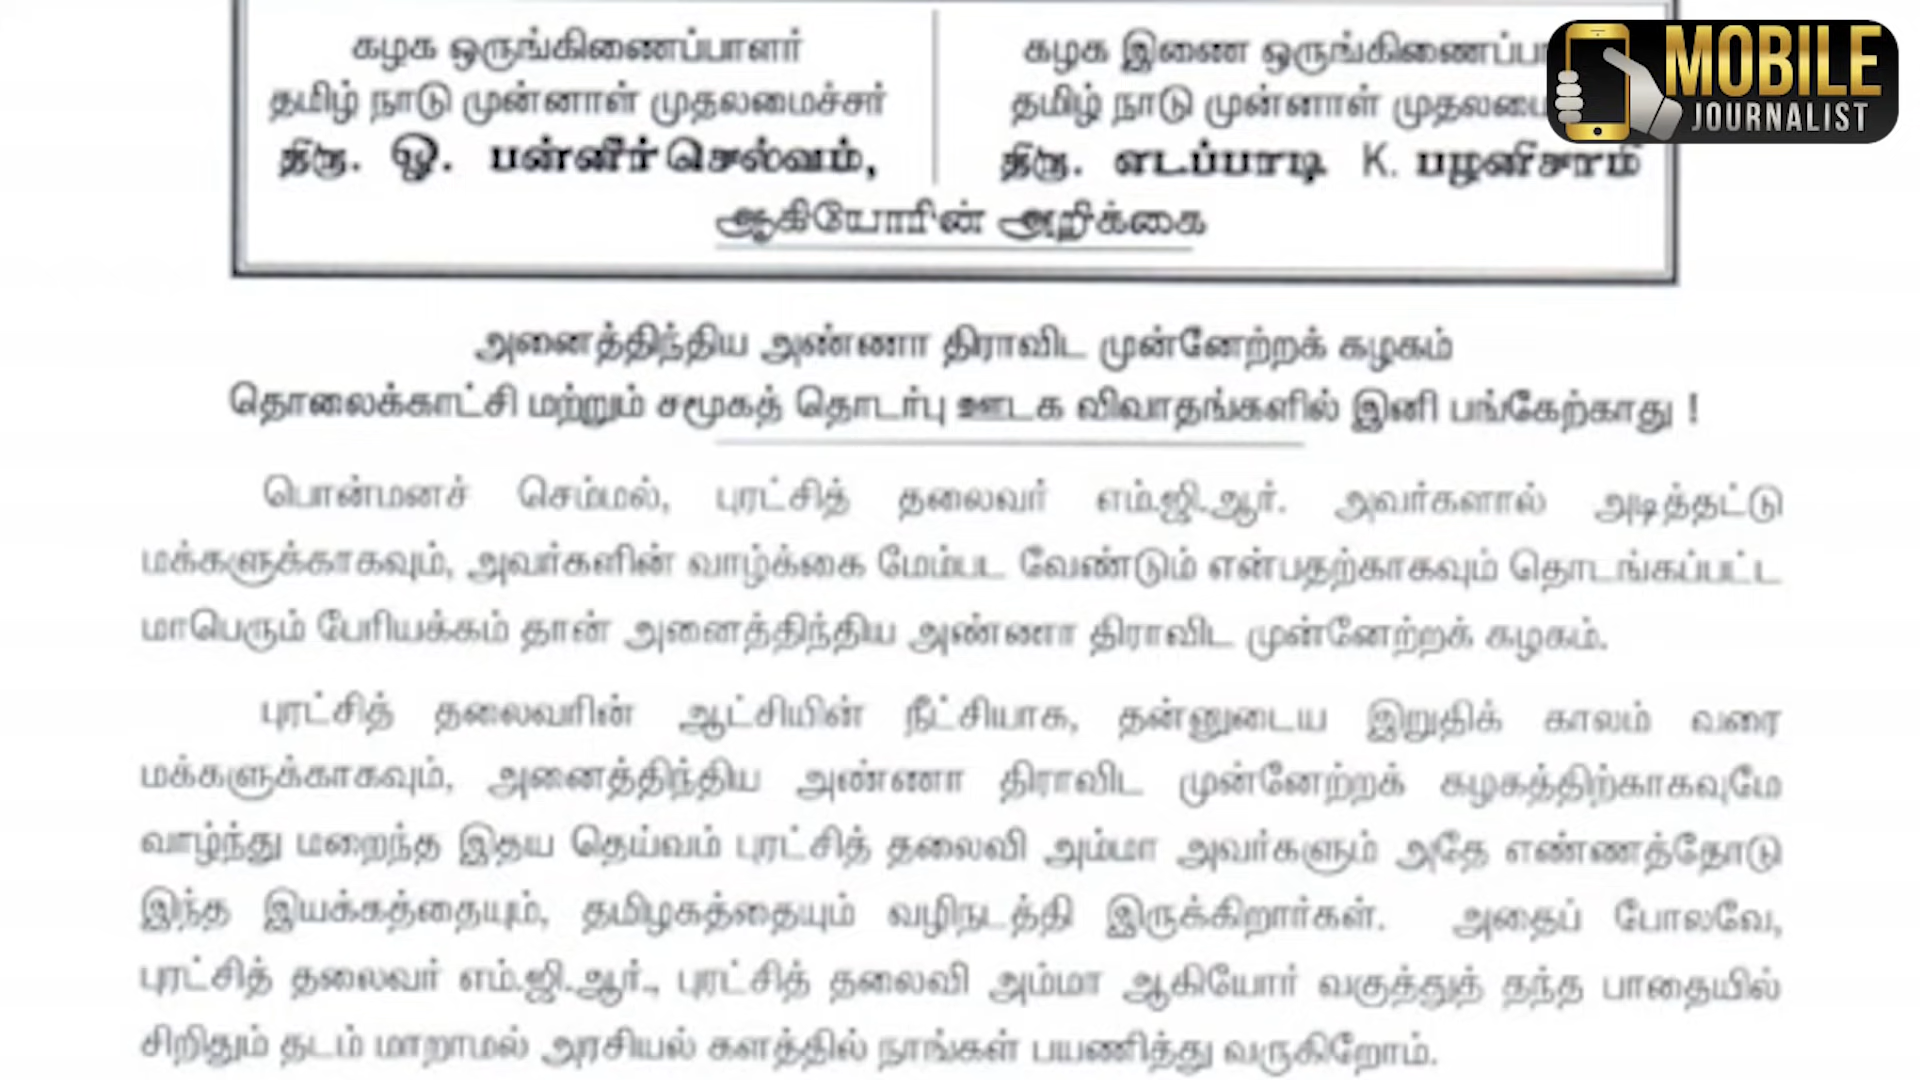 கழக ஒருங்கிணைப்பாளர்
தமிழ் நாடு முன்னாள் முதலமைச்சர்
திரு. ஓ. பன்னீர்செல்வம்,
கழக இணை
தமிழ் நாடு முன்னாள்
திரு. எடப்பாடி K. பழனிசாமி
ஆகியோரின் அறிக்கை
MOBILE
JOURNALIST
அனைத்திந்திய அண்ணா திராவிட முன்னேற்றக் கழகம்
தொலைக்காட்சி மற்றும் சமூகத் தொடர்பு ஊடக விவாதங்களில் இனி பங்கேற்காது !
பொன்மனச் செம்மல், புரட்சித் தலைவர் எம்.ஜி.ஆர். அவர்களால் அடித்தட்டு
மக்களுக்காகவும், அவர்களின் வாழ்க்கை மேம்பட வேண்டும் என்பதற்காகவும் தொடங்கப்பட்ட
மாபெரும் பேரியக்கம் தான் அனைத்திந்திய அண்ணா திராவிட முன்னேற்றக் கழகம்.
புரட்சித் தலைவரின் ஆட்சியின் நீட்சியாக, தன்னுடைய இறுதிக் காலம் வரை
மக்களுக்காகவும், அனைத்திந்திய அண்ணா திராவிட முன்னேற்றக் கழகத்திற்காகவுமே
வாழ்ந்து மறைந்த இதய தெய்வம் புரட்சித் தலைவி அம்மா அவர்களும் அதே எண்ணத்தோடு
இந்த இயக்கத்தையும், தமிழகத்தையும் வழிநடத்தி இருக்கிறார்கள். அதைப் போலவே,
புரட்சித் தலைவர் எம்.ஜி.ஆர்., புரட்சித் தலைவி அம்மா ஆகியோர் வகுத்துத் தந்த பாதையில்
சிறிதும் தடம் மாறாமல் அரசியல் களத்தில் நாங்கள் பயணித்து வருகிறோம்.